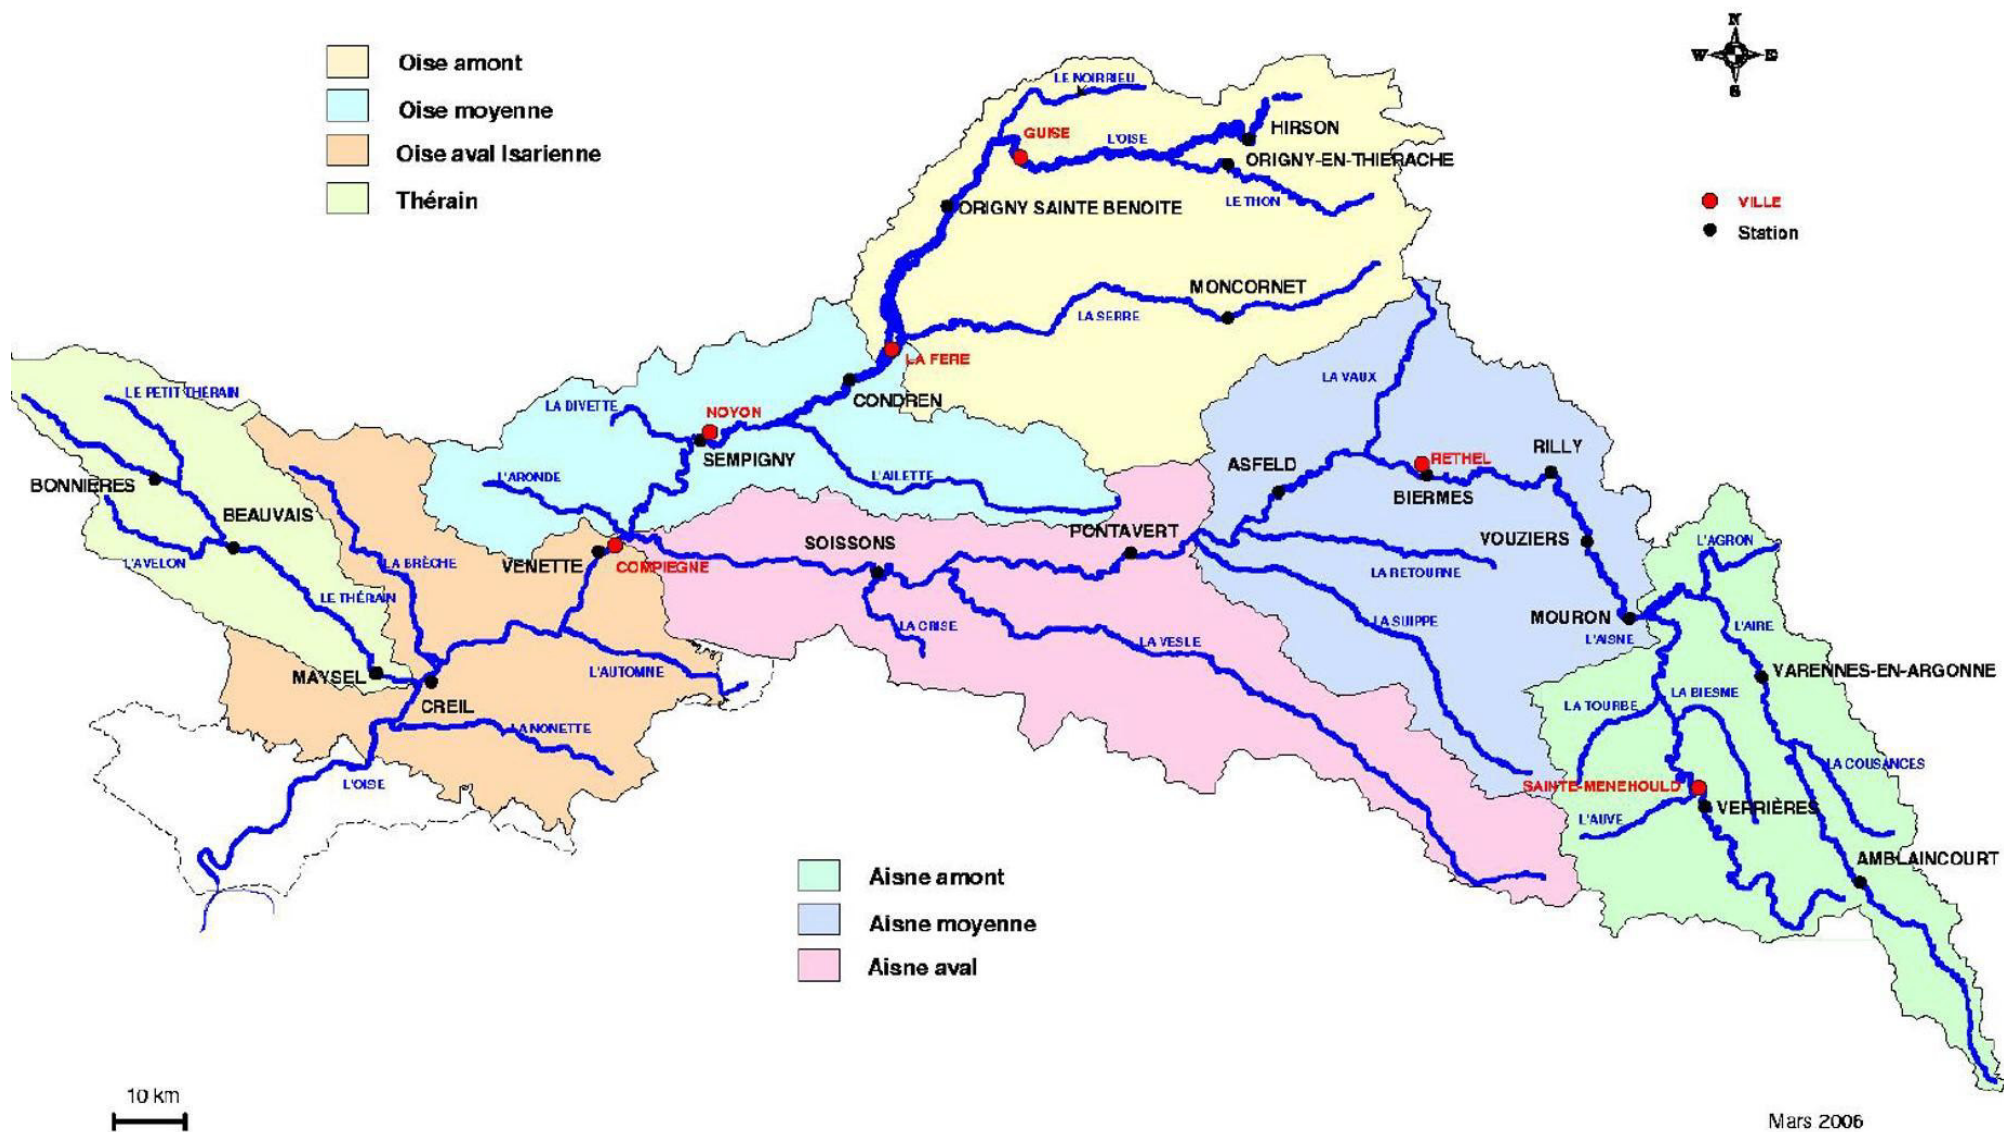 N
W E
S
Oise amont
Oise moyenne
Oise aval Isarienne
Thérain
LE NOIRRIEU
GUISE
L'OISE
HIRSON
ORIGNY-EN-THIERACHE
LE THON
ORIGNY SAINTE BENOITE
VILLE
Station
MONCORNET
LA SERRE
LA FERE
CONDREN
LA VAUX
LE PETIT THÉRAIN
LA DIVETTE
NOYON
SEMPIGNY
L'ARONDE
L'AILETTE
ASFELD
RETHEL
BIERMES
RILLY
BONNIÈRES
BEAUVAIS
L'AVELON
LA BRÈCHE
LE THÉRAIN
VENETTE
COMPIEGNE
SOISSONS
PONTAVERT
VOUZIERS
LA RETOURNE
L'AGRON
MOURON
L'AISNE
LA SUIPPE
L'AIRE
LA CRISE
LA VESLE
VARENNES-EN-ARGONNE
MAYSEL
CREIL
L'AUTOMNE
LA NONETTE
LA TOURBE
LA BIESME
LA COUSANCES
L'OISE
SAINTE-MENEHOULD
VERRIÈRES
L'AUVE
AMBLAINCOURT
Aisne amont
Aisne moyenne
Aisne aval
10 km
Mars 2006